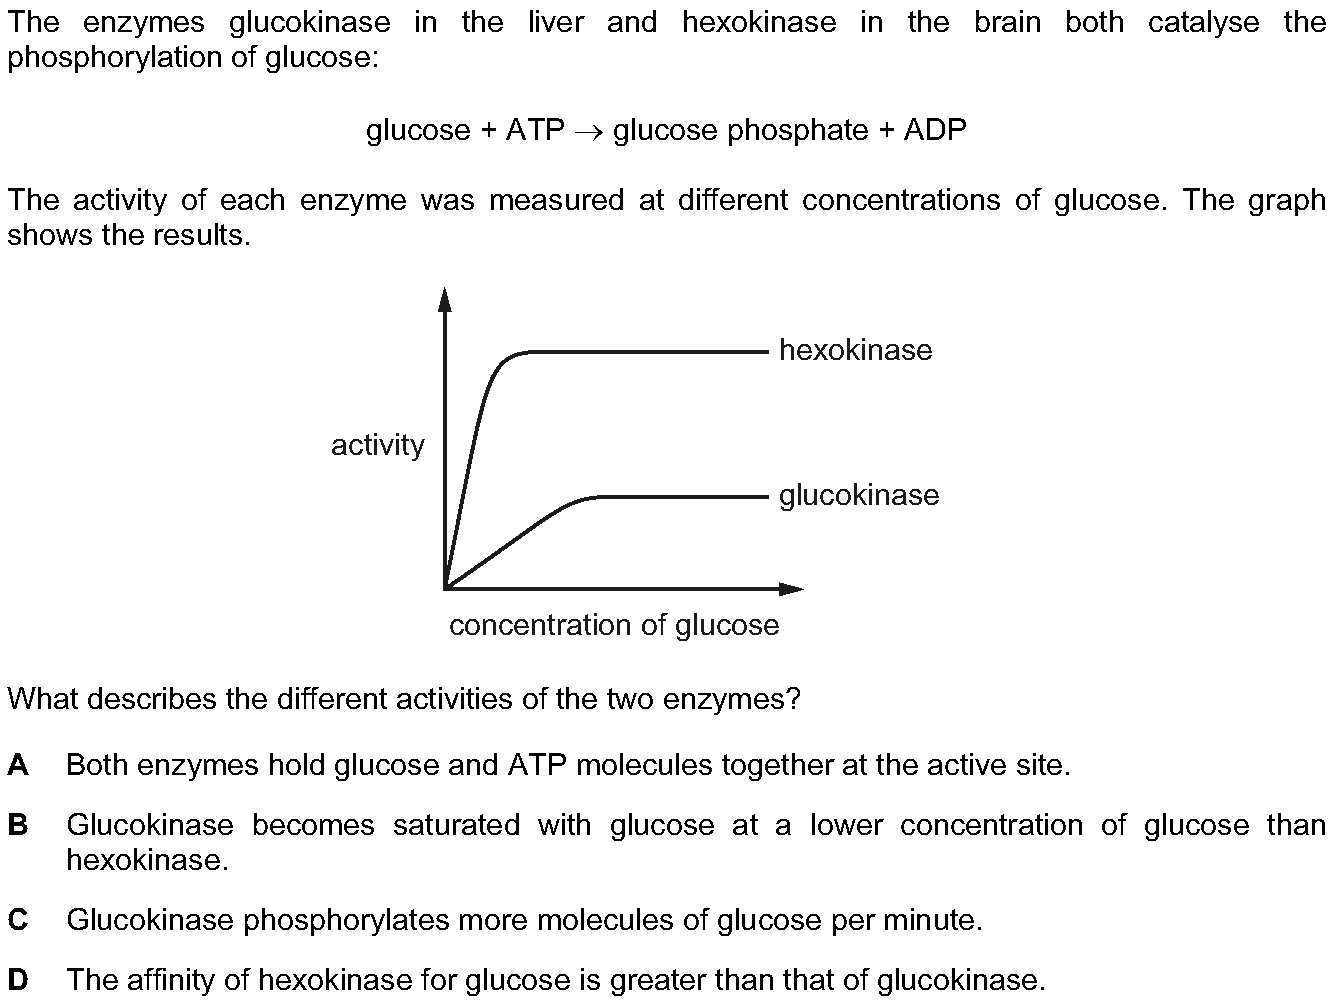 The enzymes glucokinase in the liver and hexokinase in the brain both catalyse the
phosphorylation of glucose:
glucose + ATP → glucose phosphate + ADP
The activity of each enzyme was measured at different concentrations of glucose. The graph
shows the results.
hexokinase
activity
glucokinase
concentration of glucose
What describes the different activities of the two enzymes?
A Both enzymes hold glucose and ATP molecules together at the active site.
B Glucokinase becomes saturated with glucose at a lower concentration of glucose than
hexokinase.
C Glucokinase phosphorylates more molecules of glucose per minute.
D The affinity of hexokinase for glucose is greater than that of glucokinase.